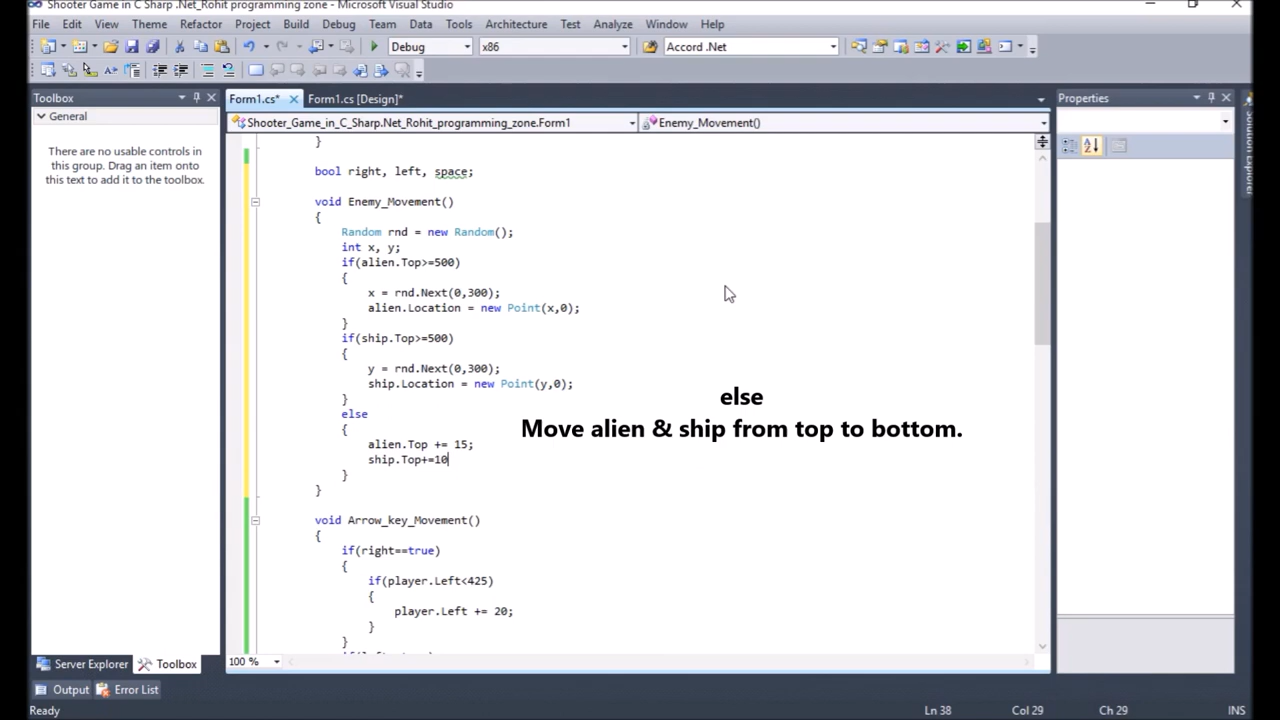 Shooter Game in C Sharp .Net_Rohit programming zone - Microsoft Visual Studio
File Edit View Theme Refactor Project Build Debug Team Data Tools Architecture Test Analyze Window Help
Debug x86 Accord .Net
Toolbox
General
There are no usable controls in
this group. Drag an item onto
this text to add it to the toolbox.
Form1.cs* Form1.cs [Design]*
Shooter_Game_in_C_Sharp.Net_Rohit_programming_zone.Form1 Enemy_Movement()
}
bool right, left, space;
void Enemy_Movement()
{
Random rnd = new Random();
int x, y;
if(alien.Top>=500)
{
x = rnd.Next(0,300);
alien.Location = new Point(x,0);
}
if(ship.Top>=500)
{
y = rnd.Next(0,300);
ship.Location = new Point(y,0);
}
else
{
alien.Top += 15;
ship.Top+=10
}
}
void Arrow_key_Movement()
{
if(right==true)
{
if(player.Left<425)
{
player.Left += 20;
}
}
else
Move alien & ship from top to bottom.
100 %
Properties
Solution Explorer
Server Explorer Toolbox
Output Error List
Ready Ln 38 Col 29 Ch 29 INS